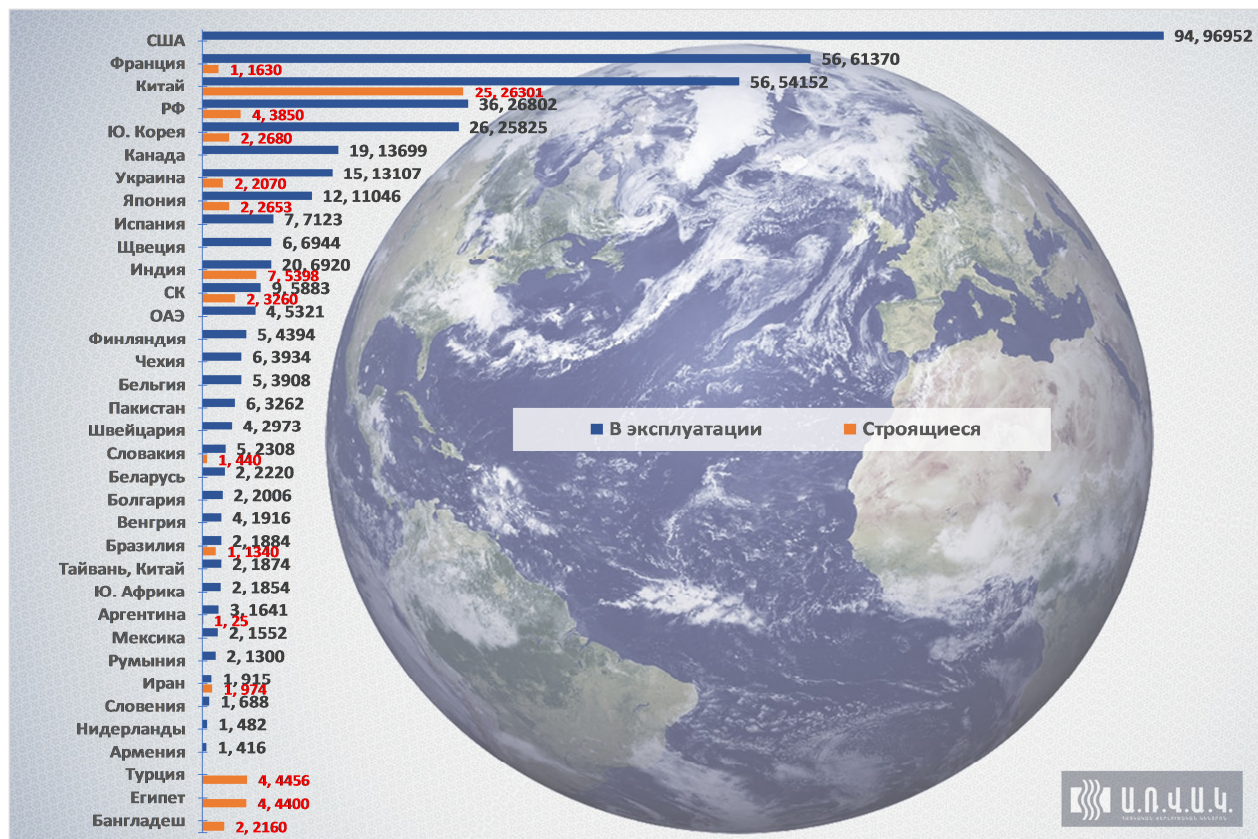 США 94, 96952
Франция 56, 61370
1, 1630
Китай 56, 54152
25, 26301
РФ 36, 26802
4, 3850
Ю. Корея 26, 25825
2, 2680
Канада 19, 13699
Украина 15, 13107
2, 2070
Япония 12, 11046
2, 2653
Испания 7, 7123
Щвеция 6, 6944
Индия 20, 6920
7, 5398
СК 9, 5883
2, 3260
ОАЭ 4, 5321
Финляндия 5, 4394
Чехия 6, 3934
Бельгия 5, 3908
Пакистан 6, 3262
Швейцария 4, 2973
В эксплуатации Строящиеся
Словакия 5, 2308
1, 440
Беларусь 2, 2220
Болгария 2, 2006
Венгрия 4, 1916
Бразилия 2, 1884
1, 1340
Тайвань, Китай 2, 1874
Ю. Африка 2, 1854
Аргентина 3, 1641
1, 25
Мексика 2, 1552
Румыния 2, 1300
Иран 1, 915
1, 974
Словения 1, 688
Нидерланды 1, 482
Армения 1, 416
Турция 4, 4456
Египет 4, 4400
Бангладеш 2, 2160
Ա.Ռ.Վ.Ա.Կ.